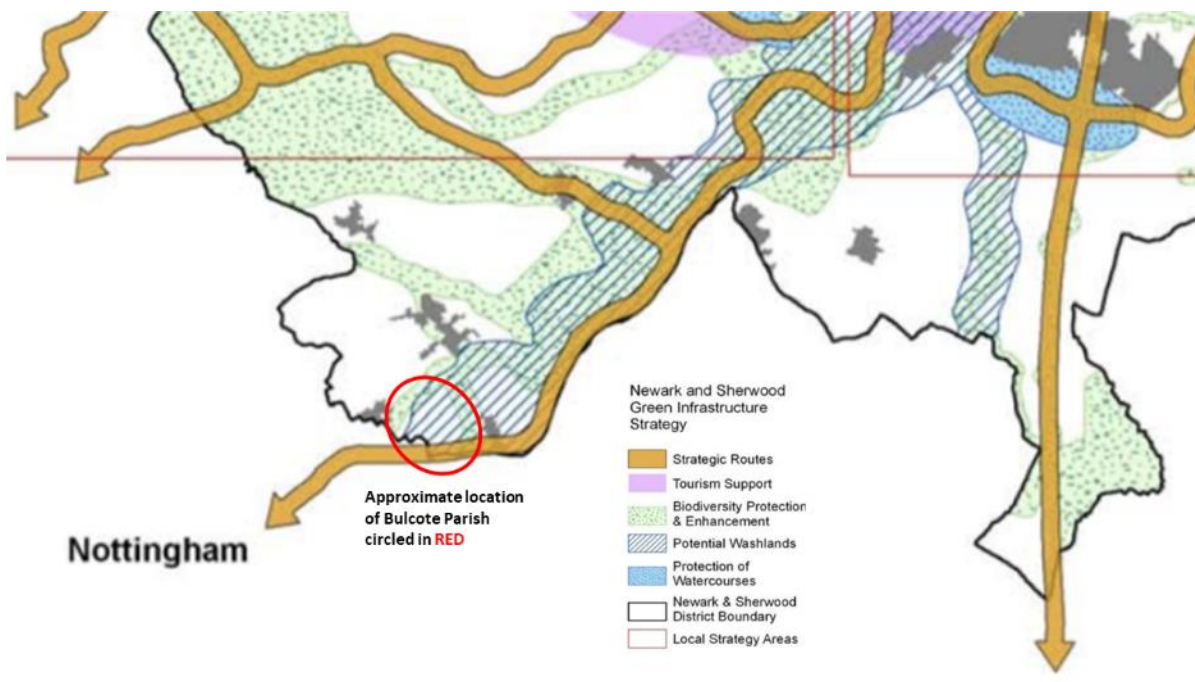 Newark and Sherwood
Green Infrastructure
Strategy
Strategic Routes
Tourism Support
Biodiversity Protection
& Enhancement
Potential Washlands
Protection of
Watercourses
Newark & Sherwood
District Boundary
Local Strategy Areas
Approximate location
of Bulcote Parish
circled in RED
Nottingham